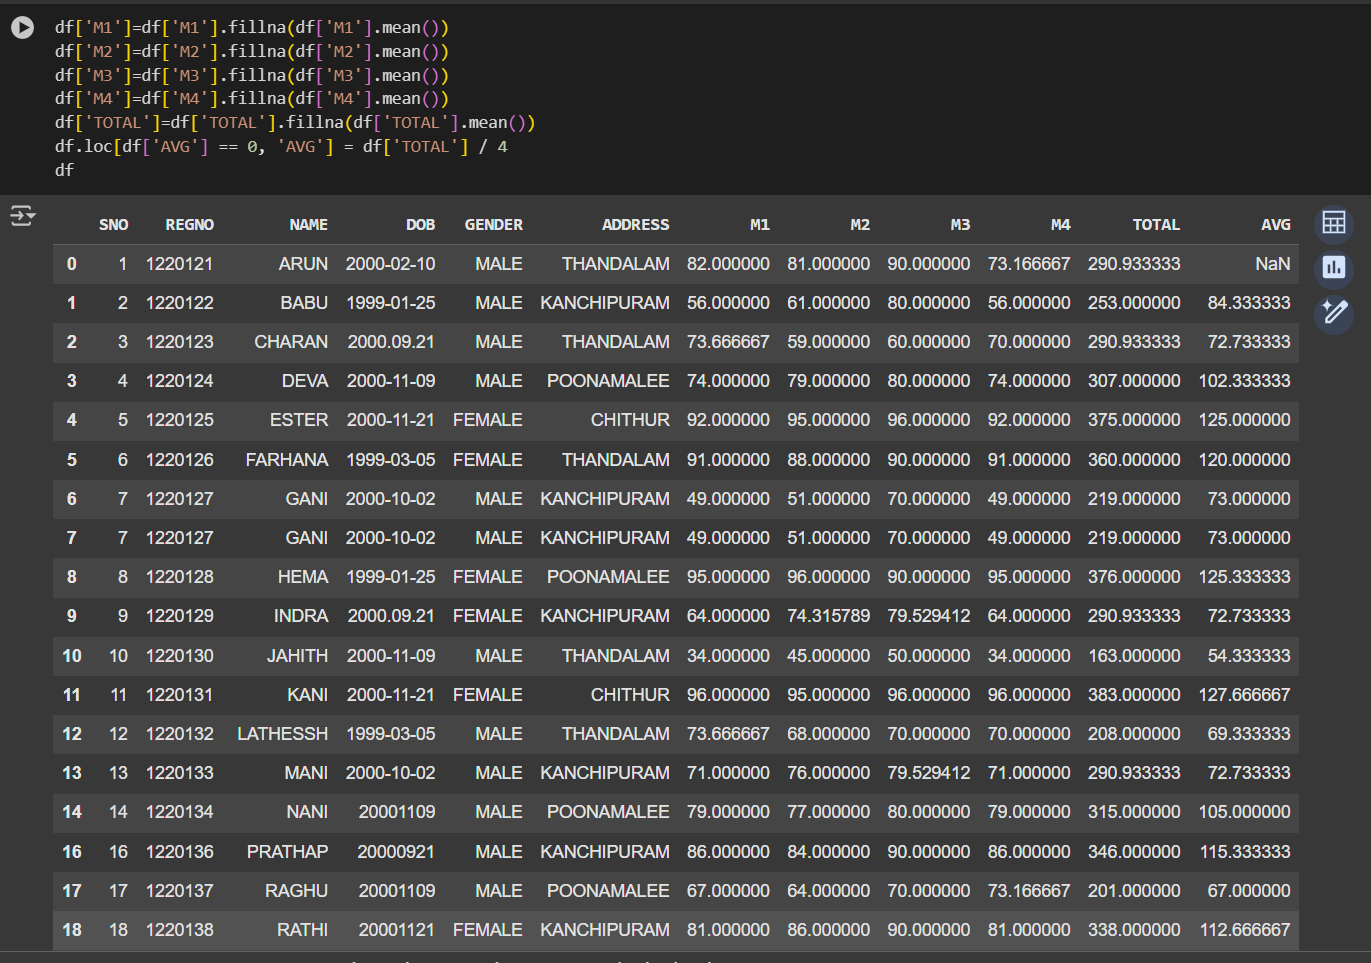 df['M1']=df['M1'].fillna(df['M1'].mean())
df['M2']=df['M2'].fillna(df['M2'].mean())
df['M3']=df['M3'].fillna(df['M3'].mean())
df['M4']=df['M4'].fillna(df['M4'].mean())
df['TOTAL']=df['TOTAL'].fillna(df['TOTAL'].mean())
df.loc[df['AVG'] == 0, 'AVG'] = df['TOTAL'] / 4
df
SNO REGNO NAME DOB GENDER ADDRESS M1 M2 M3 M4 TOTAL AVG
0 1 1220121 ARUN 2000-02-10 MALE THANDALAM 82.000000 81.000000 90.000000 73.166667 290.933333 NaN
1 2 1220122 BABU 1999-01-25 MALE KANCHIPURAM 56.000000 61.000000 80.000000 56.000000 253.000000 84.333333
2 3 1220123 CHARAN 2000.09.21 MALE THANDALAM 73.666667 59.000000 60.000000 70.000000 290.933333 72.733333
3 4 1220124 DEVA 2000-11-09 MALE POONAMALEE 74.000000 79.000000 80.000000 74.000000 307.000000 102.333333
4 5 1220125 ESTER 2000-11-21 FEMALE CHITHUR 92.000000 95.000000 96.000000 92.000000 375.000000 125.000000
5 6 1220126 FARHANA 1999-03-05 FEMALE THANDALAM 91.000000 88.000000 90.000000 91.000000 360.000000 120.000000
6 7 1220127 GANI 2000-10-02 MALE KANCHIPURAM 49.000000 51.000000 70.000000 49.000000 219.000000 73.000000
7 7 1220127 GANI 2000-10-02 MALE KANCHIPURAM 49.000000 51.000000 70.000000 49.000000 219.000000 73.000000
8 8 1220128 HEMA 1999-01-25 FEMALE POONAMALEE 95.000000 96.000000 90.000000 95.000000 376.000000 125.333333
9 9 1220129 INDRA 2000.09.21 FEMALE KANCHIPURAM 64.000000 74.315789 79.529412 64.000000 290.933333 72.733333
10 10 1220130 JAHITH 2000-11-09 MALE THANDALAM 34.000000 45.000000 50.000000 34.000000 163.000000 54.333333
11 11 1220131 KANI 2000-11-21 FEMALE CHITHUR 96.000000 95.000000 96.000000 96.000000 383.000000 127.666667
12 12 1220132 LATHESSH 1999-03-05 MALE THANDALAM 73.666667 68.000000 70.000000 70.000000 208.000000 69.333333
13 13 1220133 MANI 2000-10-02 MALE KANCHIPURAM 71.000000 76.000000 79.529412 71.000000 290.933333 72.733333
14 14 1220134 NANI 20001109 MALE POONAMALEE 79.000000 77.000000 80.000000 79.000000 315.000000 105.000000
16 16 1220136 PRATHAP 20000921 MALE KANCHIPURAM 86.000000 84.000000 90.000000 86.000000 346.000000 115.333333
17 17 1220137 RAGHU 20001109 MALE POONAMALEE 67.000000 64.000000 70.000000 73.166667 201.000000 67.000000
18 18 1220138 RATHI 20001121 FEMALE KANCHIPURAM 81.000000 86.000000 90.000000 81.000000 338.000000 112.666667